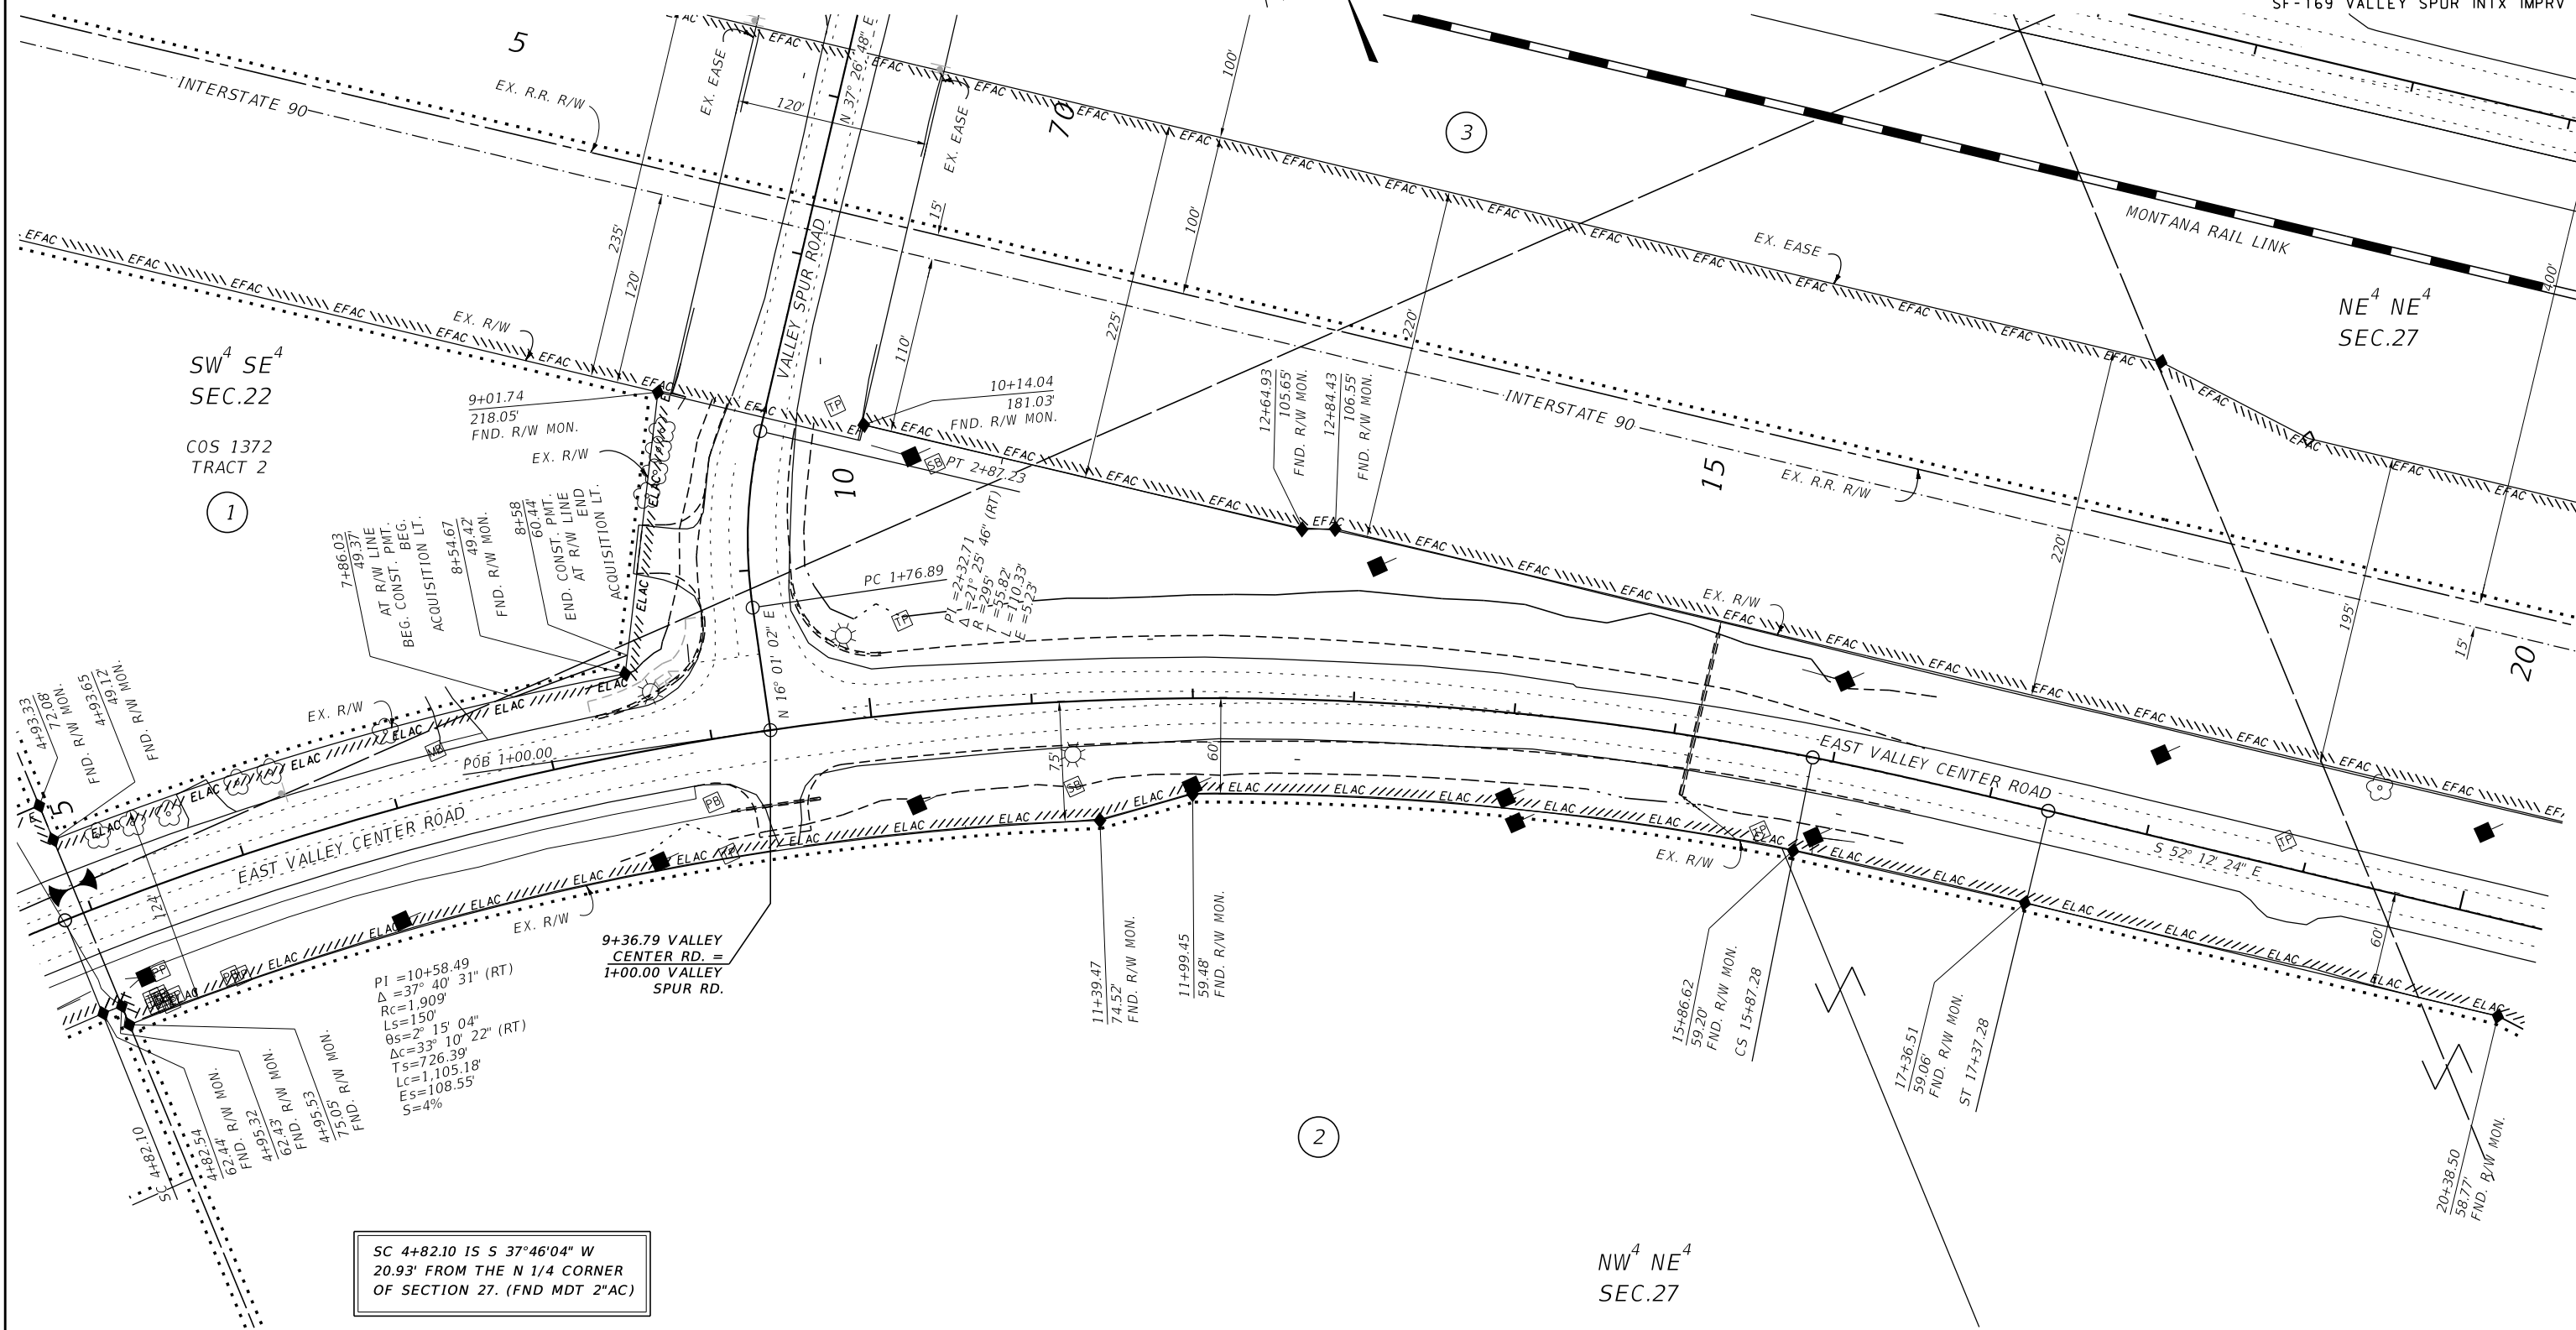 SF-169 VALLEY SPUR INTX IMPRV
5
INTERSTATE 90
EX. R.R. R/W
EX. EASE
120'
N 37° 26' 48" E
EX. EASE
70
100'
3
MONTANA RAIL LINK
400'
NE4 NE4
SEC.27
EX. EASE
235'
120'
15'
100'
VALLEY SPUR ROAD
110'
225'
220'
EX. R/W
SW4 SE4
SEC.22
COS 1372
TRACT 2
1
9+01.74
218.05'
FND. R/W MON.
EX. R/W
10+14.04
181.03'
FND. R/W MON.
12+64.93
105.65'
FND. R/W MON.
12+84.43
106.55'
FND. R/W MON.
INTERSTATE 90
15
EX. R.R. R/W
220'
195'
15'
20
10
PT 2+87.23
7+86.03
49.37'
AT R/W LINE
BEG. CONST. PMT.
BEG.
ACQUISITION LT.
8+54.67
49.42'
FND. R/W MON.
8+58
60.44'
END. CONST. PMT.
AT R/W LINE
END
ACQUISITION LT.
PC 1+76.89
PI =2+32.71
Δ =21° 25' 46" (RT)
R =295'
T =55.82'
L =110.33'
E =5.23'
N 16° 01' 02" E
EX. R/W
4+93.33
72.08'
FND. R/W MON.
4+93.65
49.12'
FND. R/W MON.
EX. R/W
POB 1+00.00
5
EAST VALLEY CENTER ROAD
124'
75'
60'
EAST VALLEY CENTER ROAD
S 52° 12' 24" E
60'
EX. R/W
EX. R/W
9+36.79 VALLEY
CENTER RD. =
1+00.00 VALLEY
SPUR RD.
PI =10+58.49
Δ =37° 40' 31" (RT)
Rc=1,909'
Ls=150'
θs=2° 15' 04"
Δc=33° 10' 22" (RT)
Ts=726.39'
Lc=1,105.18'
Es=108.55'
S=4%
11+39.47
74.52'
FND. R/W MON.
11+99.45
59.48'
FND. R/W MON.
15+86.62
59.20'
FND. R/W MON.
CS 15+87.28
17+36.51
59.06'
FND. R/W MON.
ST 17+37.28
20+38.50
58.77'
FND. R/W MON.
SC 4+82.10
4+82.54
62.44'
FND. R/W MON.
4+95.32
62.43'
FND. R/W MON.
4+95.53
75.05'
FND. R/W MON.
2
SC 4+82.10 IS S 37°46'04" W
20.93' FROM THE N 1/4 CORNER
OF SECTION 27. (FND MDT 2"AC)
NW4 NE4
SEC.27